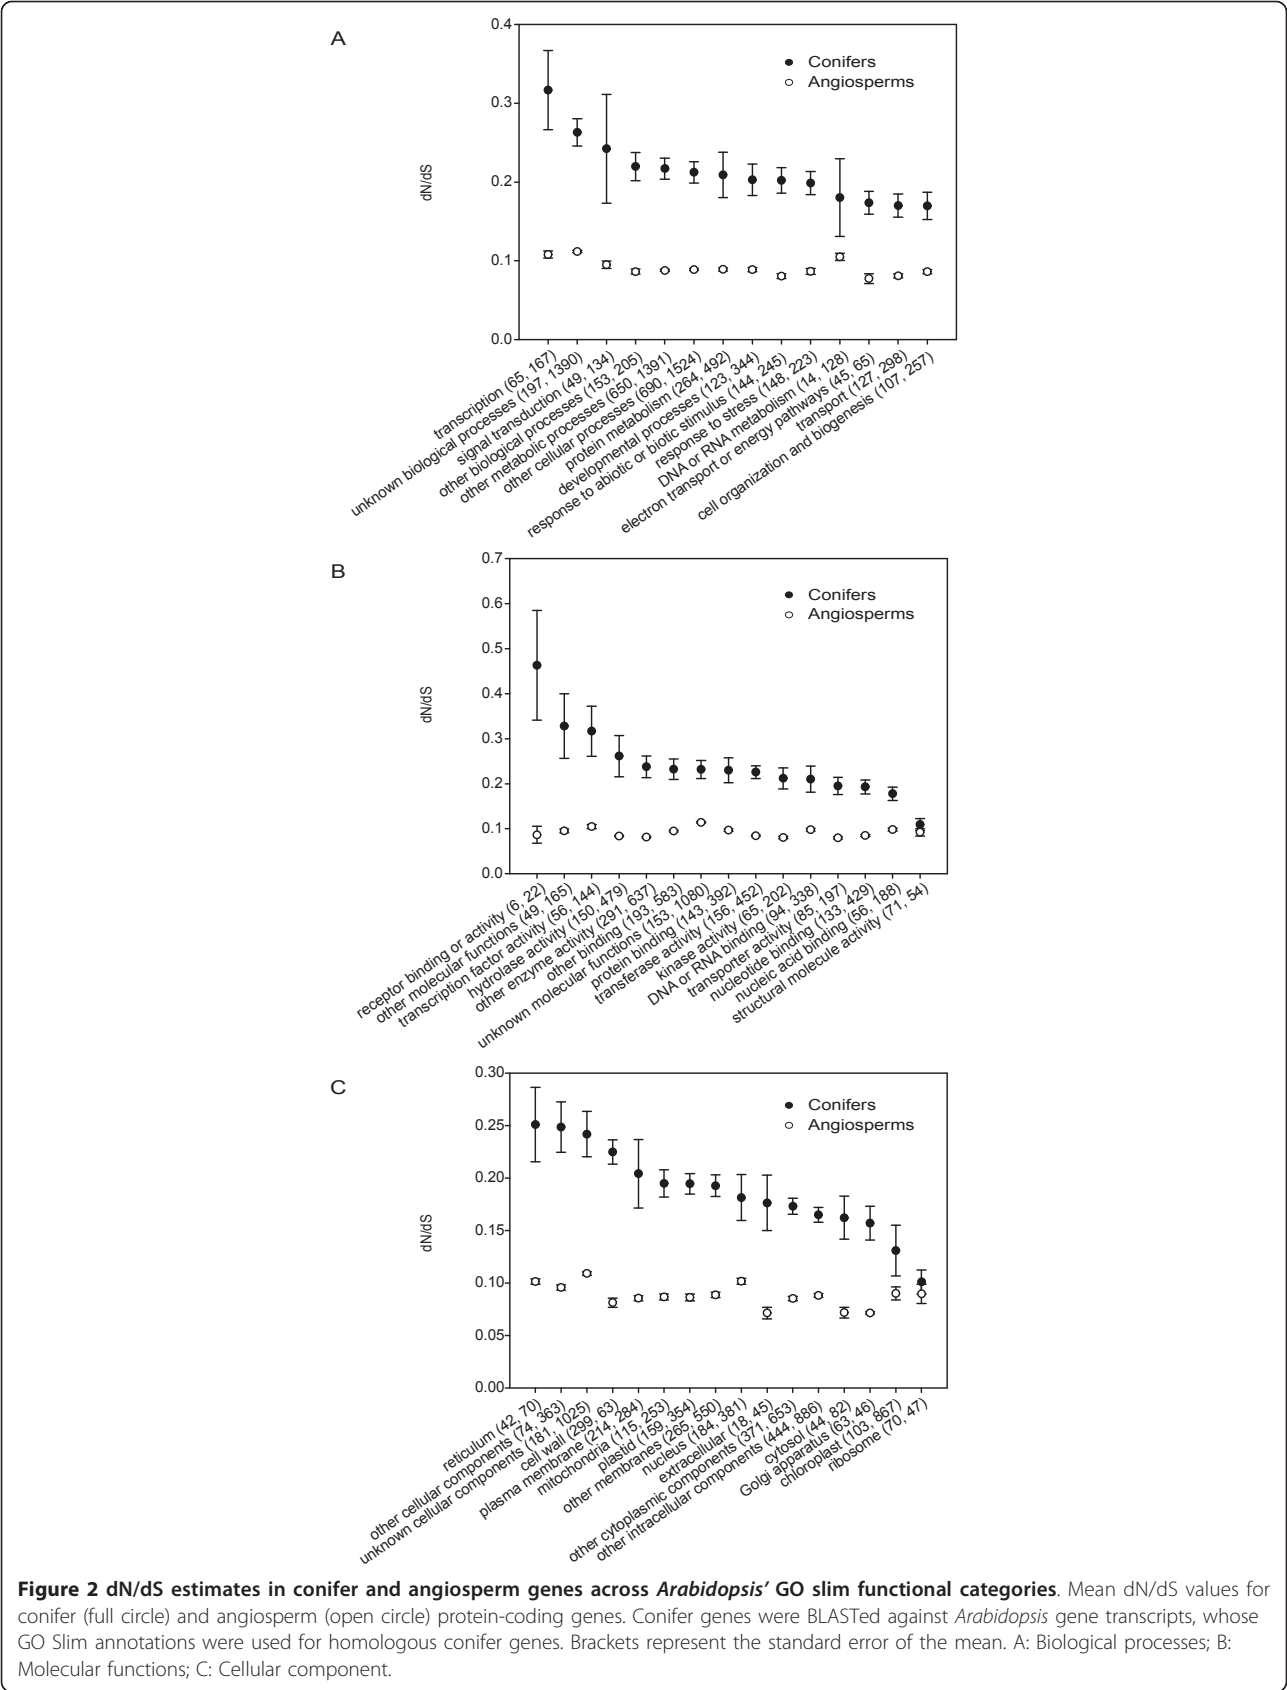 A
0.4
0.3
0.2
0.1
0.0
dN/dS
Conifers
Angiosperms
transcription (65, 167)
unknown biological processes (197, 1390)
signal transduction (49, 134)
other biological processes (153, 205)
other metabolic processes (650, 1391)
other cellular processes (690, 1524)
protein metabolism (264, 492)
developmental processes (123, 344)
response to abiotic or biotic stimulus (144, 245)
response to stress (148, 223)
DNA or RNA metabolism (14, 128)
electron transport or energy pathways (45, 65)
transport (127, 298)
cell organization and biogenesis (107, 257)
B
0.7
0.6
0.5
0.4
0.3
0.2
0.1
0.0
dN/dS
Conifers
Angiosperms
receptor binding or activity (6, 22)
other molecular functions (49, 165)
transcription factor activity (56, 144)
hydrolase activity (150, 479)
other enzyme activity (291, 637)
other binding (193, 583)
unknown molecular functions (153, 1080)
protein binding (143, 392)
transferase activity (156, 452)
kinase activity (65, 202)
DNA or RNA binding (94, 338)
transporter activity (85, 197)
nucleotide binding (133, 429)
nucleic acid binding (56, 188)
structural molecule activity (71, 54)
C
0.30
0.25
0.20
0.15
0.10
0.05
0.00
dN/dS
Conifers
Angiosperms
reticulum (42, 70)
other cellular components (74, 363)
unknown cellular components (181, 1025)
cell wall (299, 63)
plasma membrane (214, 284)
mitochondria (115, 253)
plastid (159, 354)
other membranes (265, 550)
nucleus (184, 381)
extracellular (18, 45)
other cytoplasmic components (371, 653)
other intracellular components (444, 886)
cytosol (44, 82)
Golgi apparatus (63, 46)
chloroplast (103, 867)
ribosome (70, 47)
Figure 2 dN/dS estimates in conifer and angiosperm genes across Arabidopsis' GO slim functional categories. Mean dN/dS values for
conifer (full circle) and angiosperm (open circle) protein-coding genes. Conifer genes were BLASTed against Arabidopsis gene transcripts, whose
GO Slim annotations were used for homologous conifer genes. Brackets represent the standard error of the mean. A: Biological processes; B:
Molecular functions; C: Cellular component.